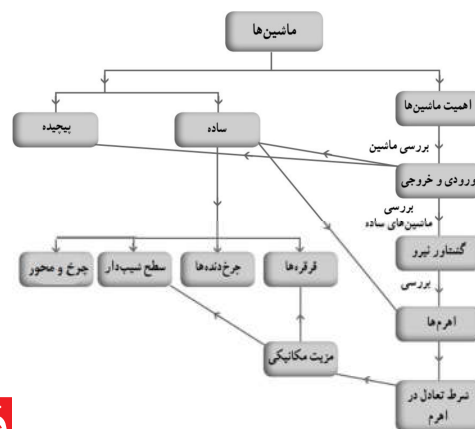 ماشین‌ها
اهمیت ماشین‌ها
ساده
پیچیده
بررسی ماشین
ورودی و خروجی
بررسی
ماشین‌های ساده
گشتاور نیرو
قرقره‌ها
چرخ‌دنده‌ها
سطح شیب‌دار
چرخ و محور
بررسی
اهرم‌ها
مزیت مکانیکی
شرط تعادل در
اهرم